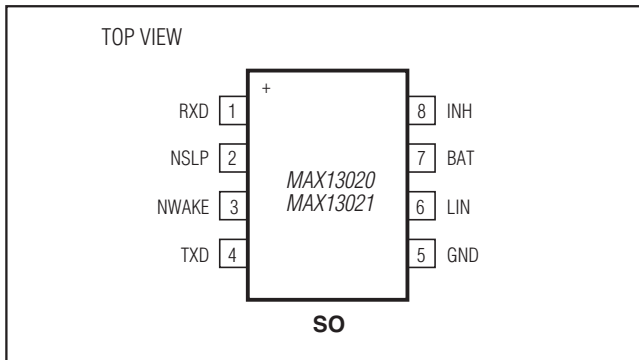 TOP VIEW
+
RXD 1
8 INH
NSLP 2
7 BAT
MAX13020
MAX13021
NWAKE 3
6 LIN
TXD 4
5 GND
SO